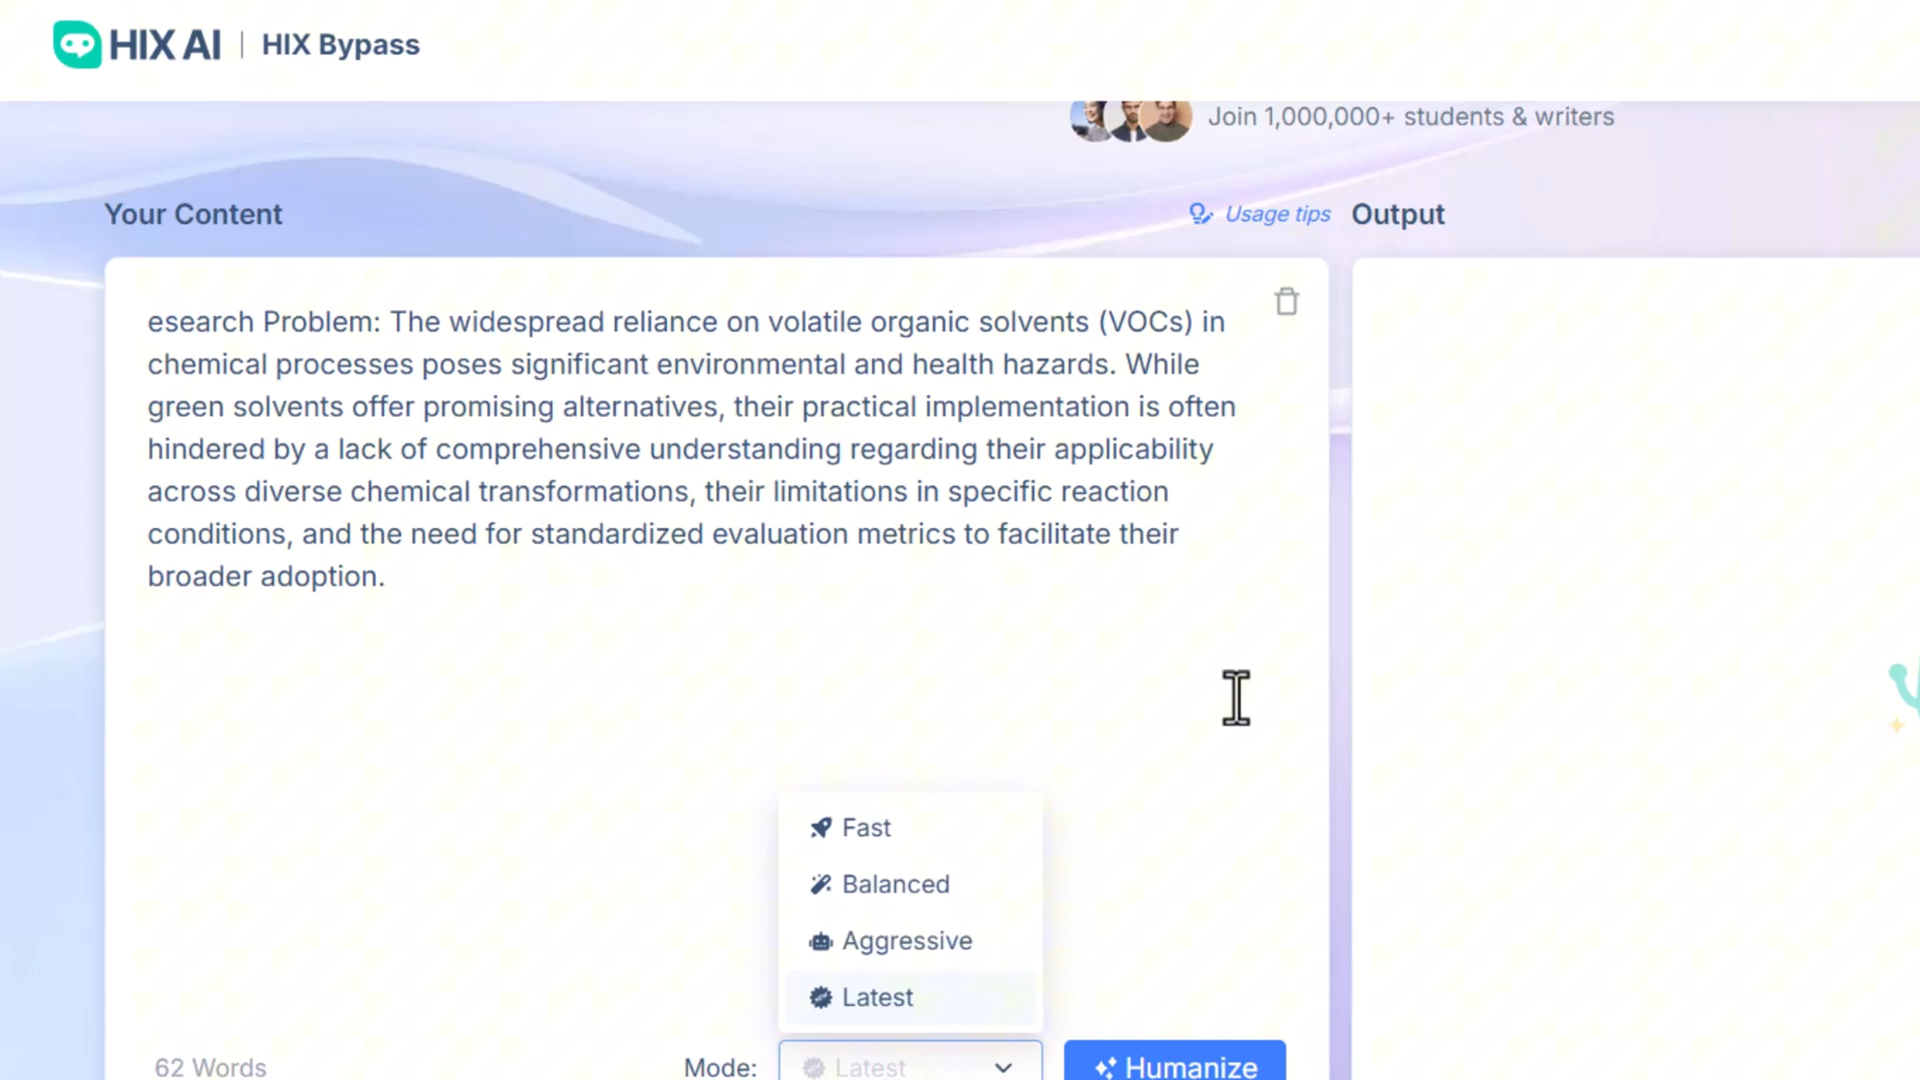 HIX AI | HIX Bypass
Join 1,000,000+ students & writers
Your Content
Usage tips
Output
esearch Problem: The widespread reliance on volatile organic solvents (VOCs) in
chemical processes poses significant environmental and health hazards. While
green solvents offer promising alternatives, their practical implementation is often
hindered by a lack of comprehensive understanding regarding their applicability
across diverse chemical transformations, their limitations in specific reaction
conditions, and the need for standardized evaluation metrics to facilitate their
broader adoption.
Fast
Balanced
Aggressive
Latest
62 Words
Mode:
Latest
Humanize